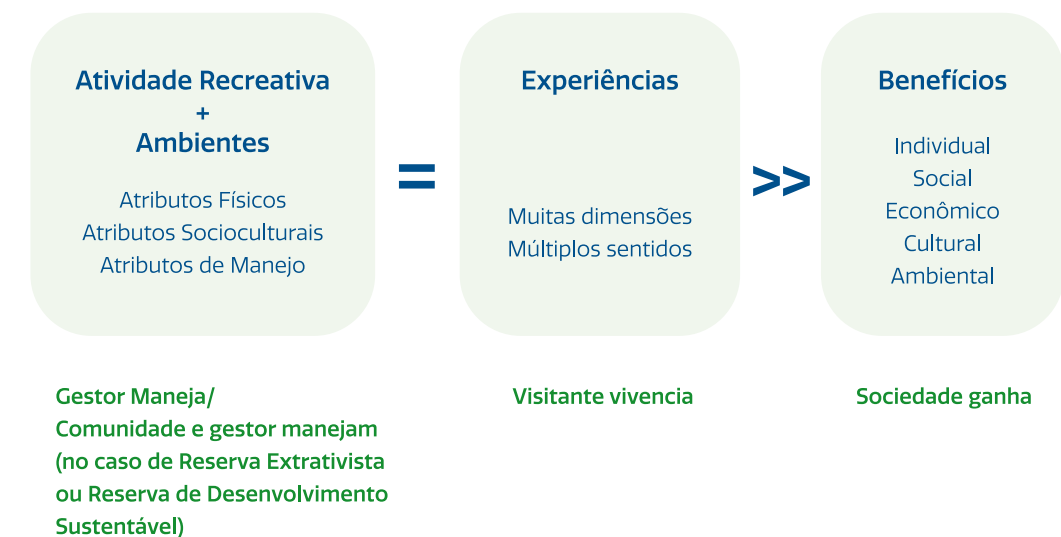 Atividade Recreativa
+
Ambientes
Atributos Físicos
Atributos Socioculturais
Atributos de Manejo
=
Experiências
Muitas dimensões
Múltiplos sentidos
>>
Benefícios
Individual
Social
Econômico
Cultural
Ambiental
Gestor Maneja/
Comunidade e gestor manejam
(no caso de Reserva Extrativista
ou Reserva de Desenvolvimento
Sustentável)
Visitante vivencia
Sociedade ganha